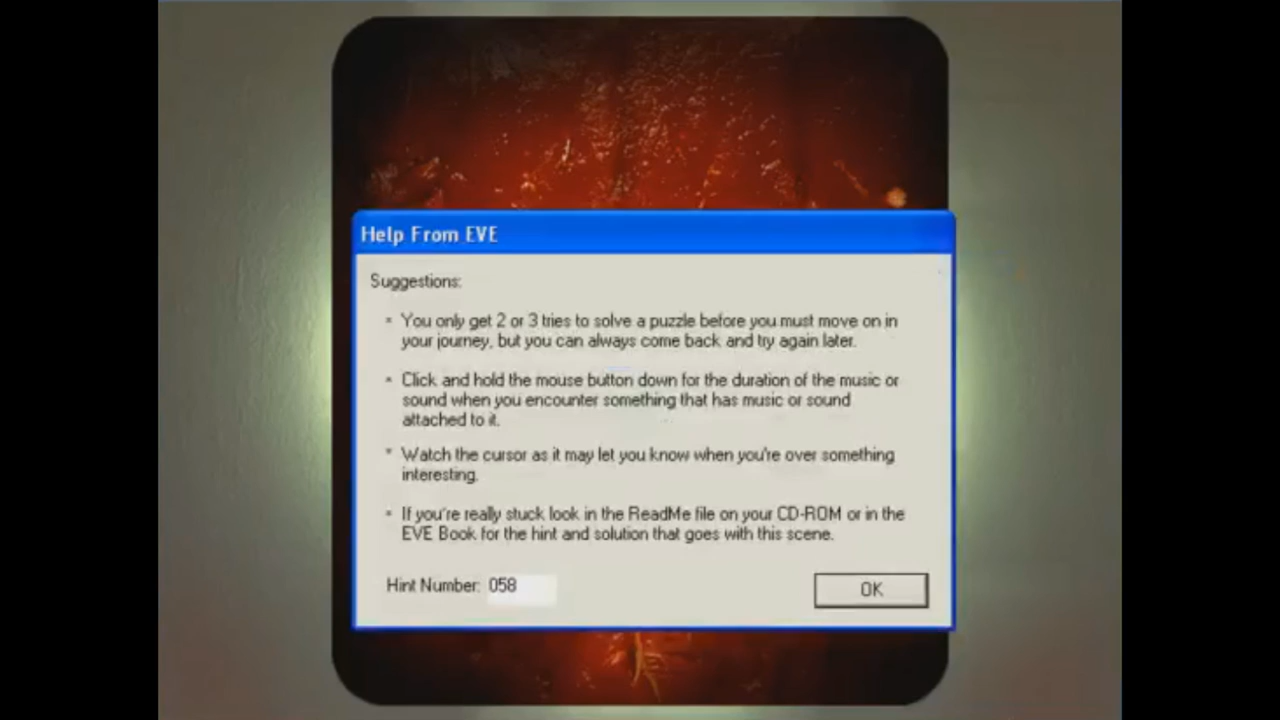 Help From EVE
Suggestions:
You only get 2 or 3 tries to solve a puzzle before you must move on in
your journey, but you can always come back and try again later.
Click and hold the mouse button down for the duration of the music or
sound when you encounter something that has music or sound
attached to it.
Watch the cursor as it may let you know when you're over something
interesting.
If you're really stuck look in the ReadMe file on your CD-ROM or in the
EVE Book for the hint and solution that goes with this scene.
Hint Number: 058
OK